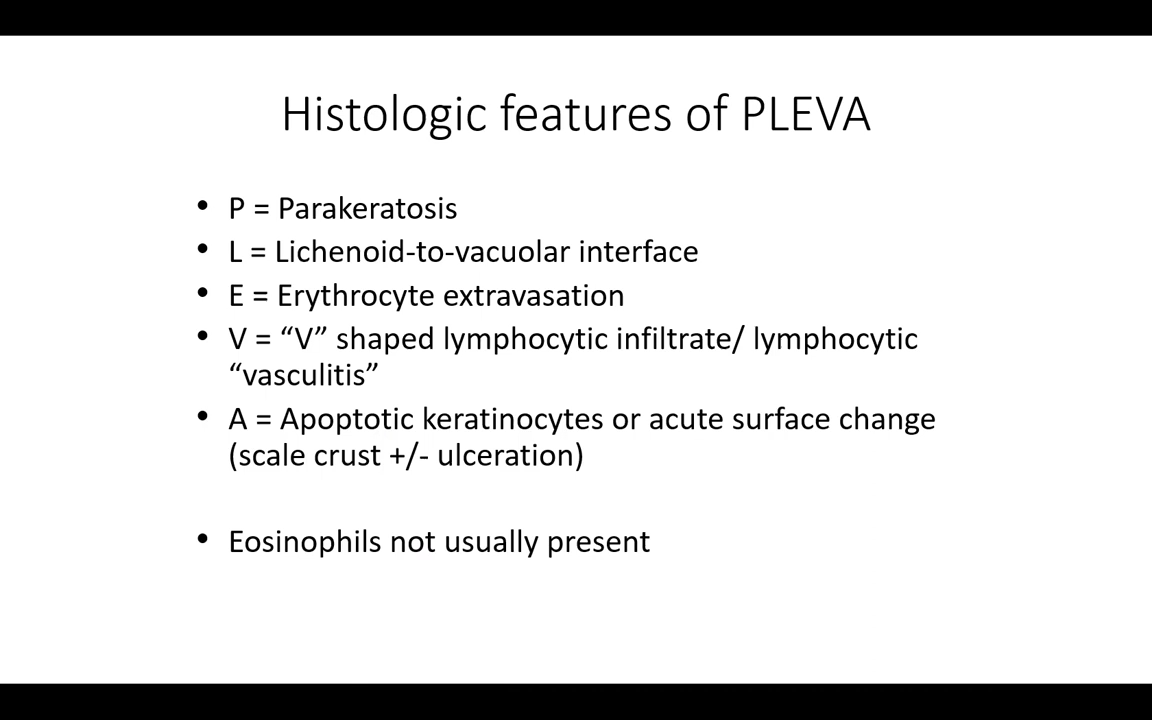 Histologic features of PLEVA
• P = Parakeratosis
• L = Lichenoid-to-vacuolar interface
• E = Erythrocyte extravasation
• V = “V” shaped lymphocytic infiltrate/ lymphocytic
“vasculitis”
• A = Apoptotic keratinocytes or acute surface change
(scale crust +/- ulceration)
• Eosinophils not usually present